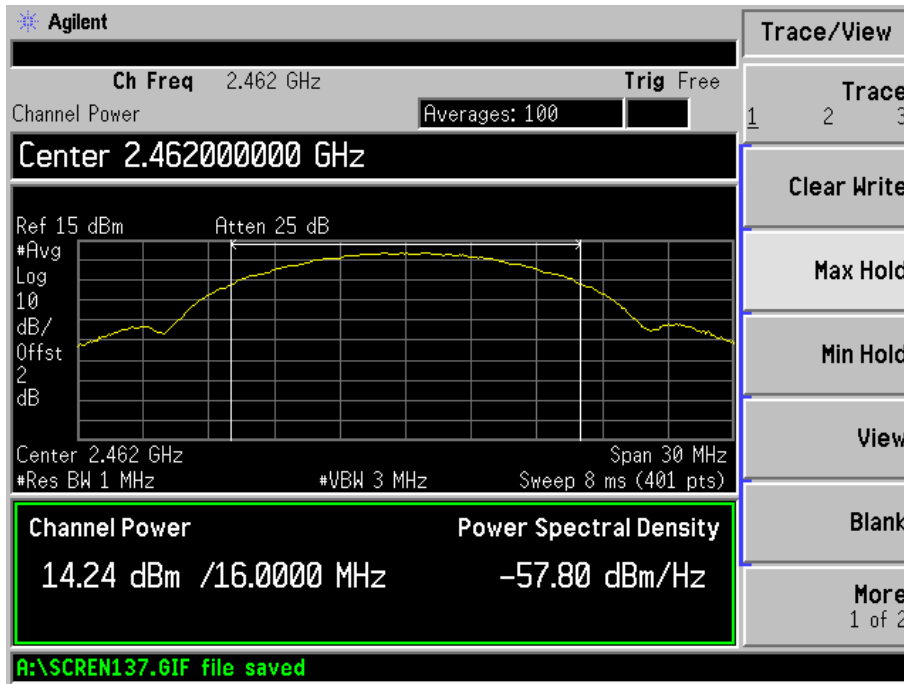 Agilent
Trace/View
Ch Freq 2.462 GHz Trig Free
Channel Power Averages: 100
Center 2.462000000 GHz
Ref 15 dBm Atten 25 dB
#Avg
Log
10
dB/
Offst
2
dB
Center 2.462 GHz Span 30 MHz
#Res BW 1 MHz #VBW 3 MHz Sweep 8 ms (401 pts)
Channel Power Power Spectral Density
14.24 dBm /16.0000 MHz -57.80 dBm/Hz
A:\SCREN137.GIF file saved
Trace
1 2 3
Clear Write
Max Hold
Min Hold
View
Blank
More
1 of 2